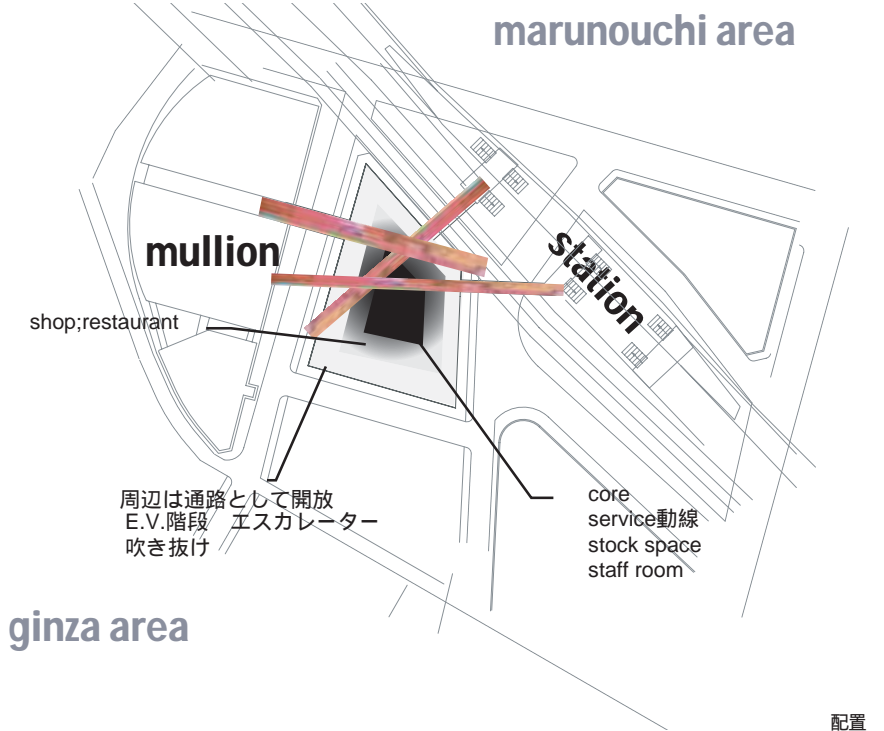 marunouchi area
mullion
station
shop;restaurant
周辺は通路として開放
E.V.階段　エスカレーター
吹き抜け
core
service動線
stock space
staff room
ginza area
配置